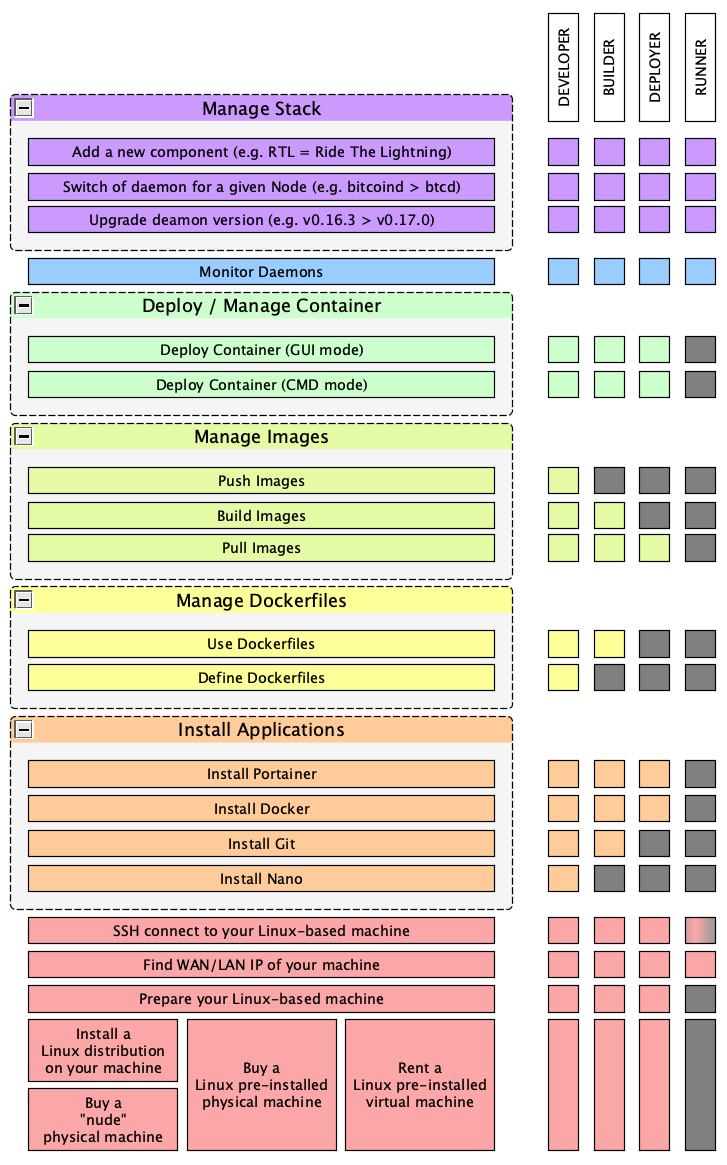 DEVELOPER
BUILDER
DEPLOYER
RUNNER
Manage Stack
Add a new component (e.g. RTL = Ride The Lightning)
Switch of daemon for a given Node (e.g. bitcoind > btcd)
Upgrade deamon version (e.g. v0.16.3 > v0.17.0)
Monitor Daemons
Deploy / Manage Container
Deploy Container (GUI mode)
Deploy Container (CMD mode)
Manage Images
Push Images
Build Images
Pull Images
Manage Dockerfiles
Use Dockerfiles
Define Dockerfiles
Install Applications
Install Portainer
Install Docker
Install Git
Install Nano
SSH connect to your Linux-based machine
Find WAN/LAN IP of your machine
Prepare your Linux-based machine
Install a
Linux distribution
on your machine
Buy a
"nude"
physical machine
Buy a
Linux pre-installed
physical machine
Rent a
Linux pre-installed
virtual machine